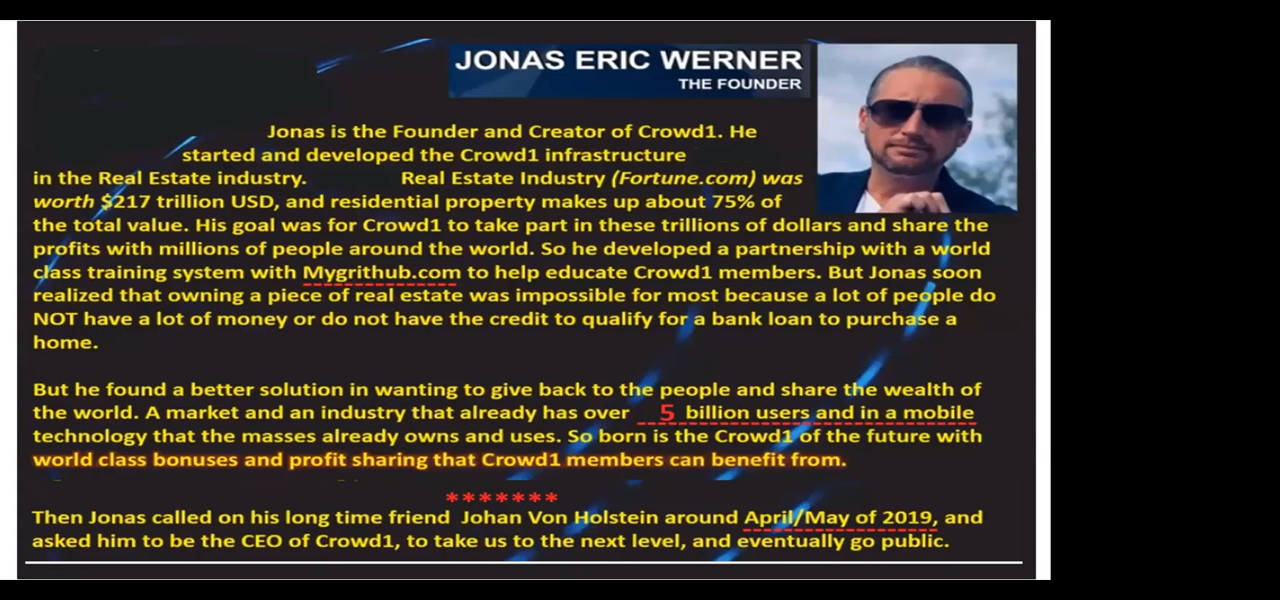 JONAS ERIC WERNER
THE FOUNDER
Jonas is the Founder and Creator of Crowd1. He
started and developed the Crowd1 infrastructure
in the Real Estate industry. Real Estate Industry (Fortune.com) was
worth $217 trillion USD, and residential property makes up about 75% of
the total value. His goal was for Crowd1 to take part in these trillions of dollars and share the
profits with millions of people around the world. So he developed a partnership with a world
class training system with Mygrithub.com to help educate Crowd1 members. But Jonas soon
realized that owning a piece of real estate was impossible for most because a lot of people do
NOT have a lot of money or do not have the credit to qualify for a bank loan to purchase a
home.
But he found a better solution in wanting to give back to the people and share the wealth of
the world. A market and an industry that already has over 5 billion users and in a mobile
technology that the masses already owns and uses. So born is the Crowd1 of the future with
world class bonuses and profit sharing that Crowd1 members can benefit from.
*******
Then Jonas called on his long time friend Johan Von Holstein around April/May of 2019, and
asked him to be the CEO of Crowd1, to take us to the next level, and eventually go public.